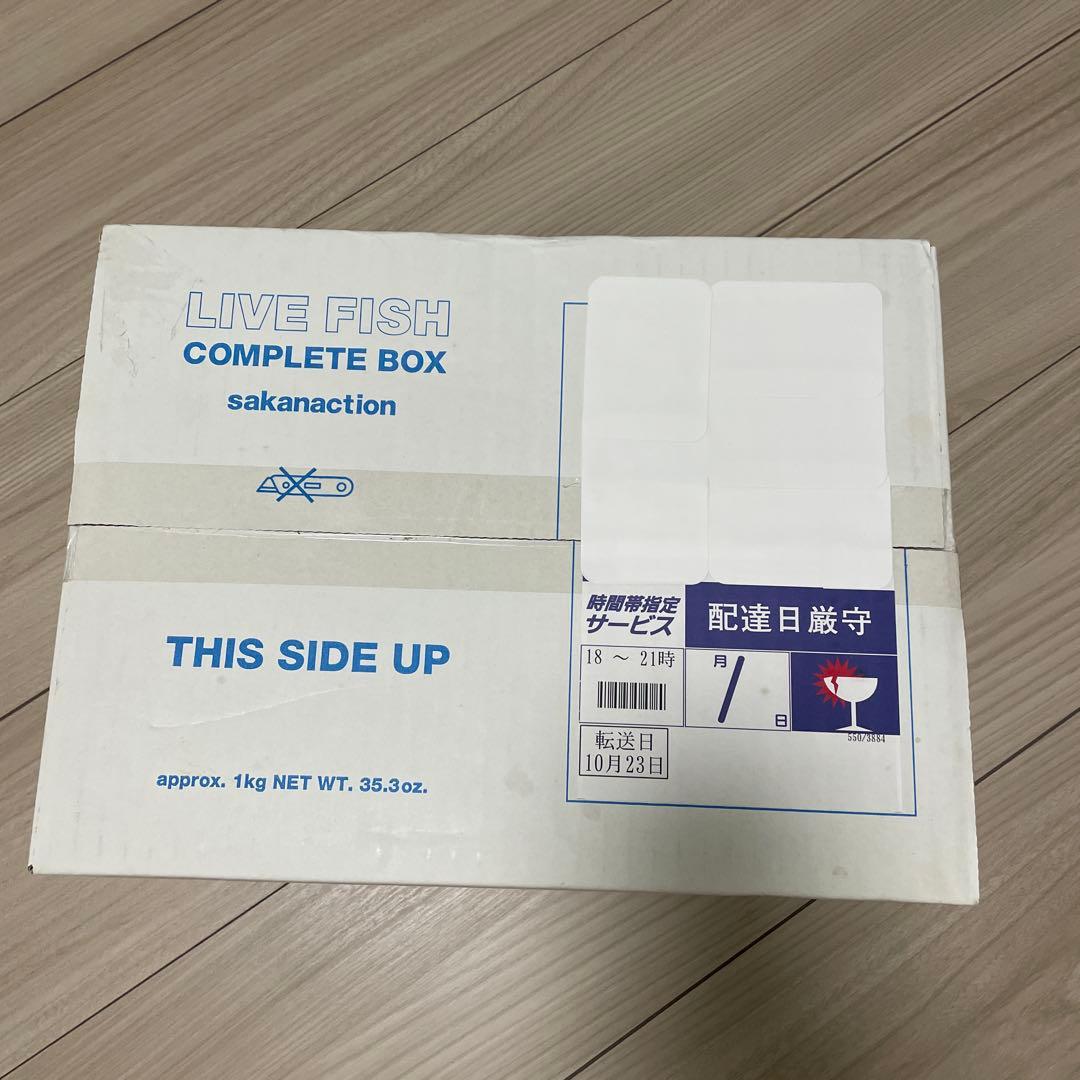 LIVE FISH
COMPLETE BOX
sakanaction
THIS SIDE UP
approx. 1kg NET WT. 35.3oz.
時間帯指定
サービス
配達日厳守
18 ～ 21時
月 / 日
転送日
10月23日
550/3884